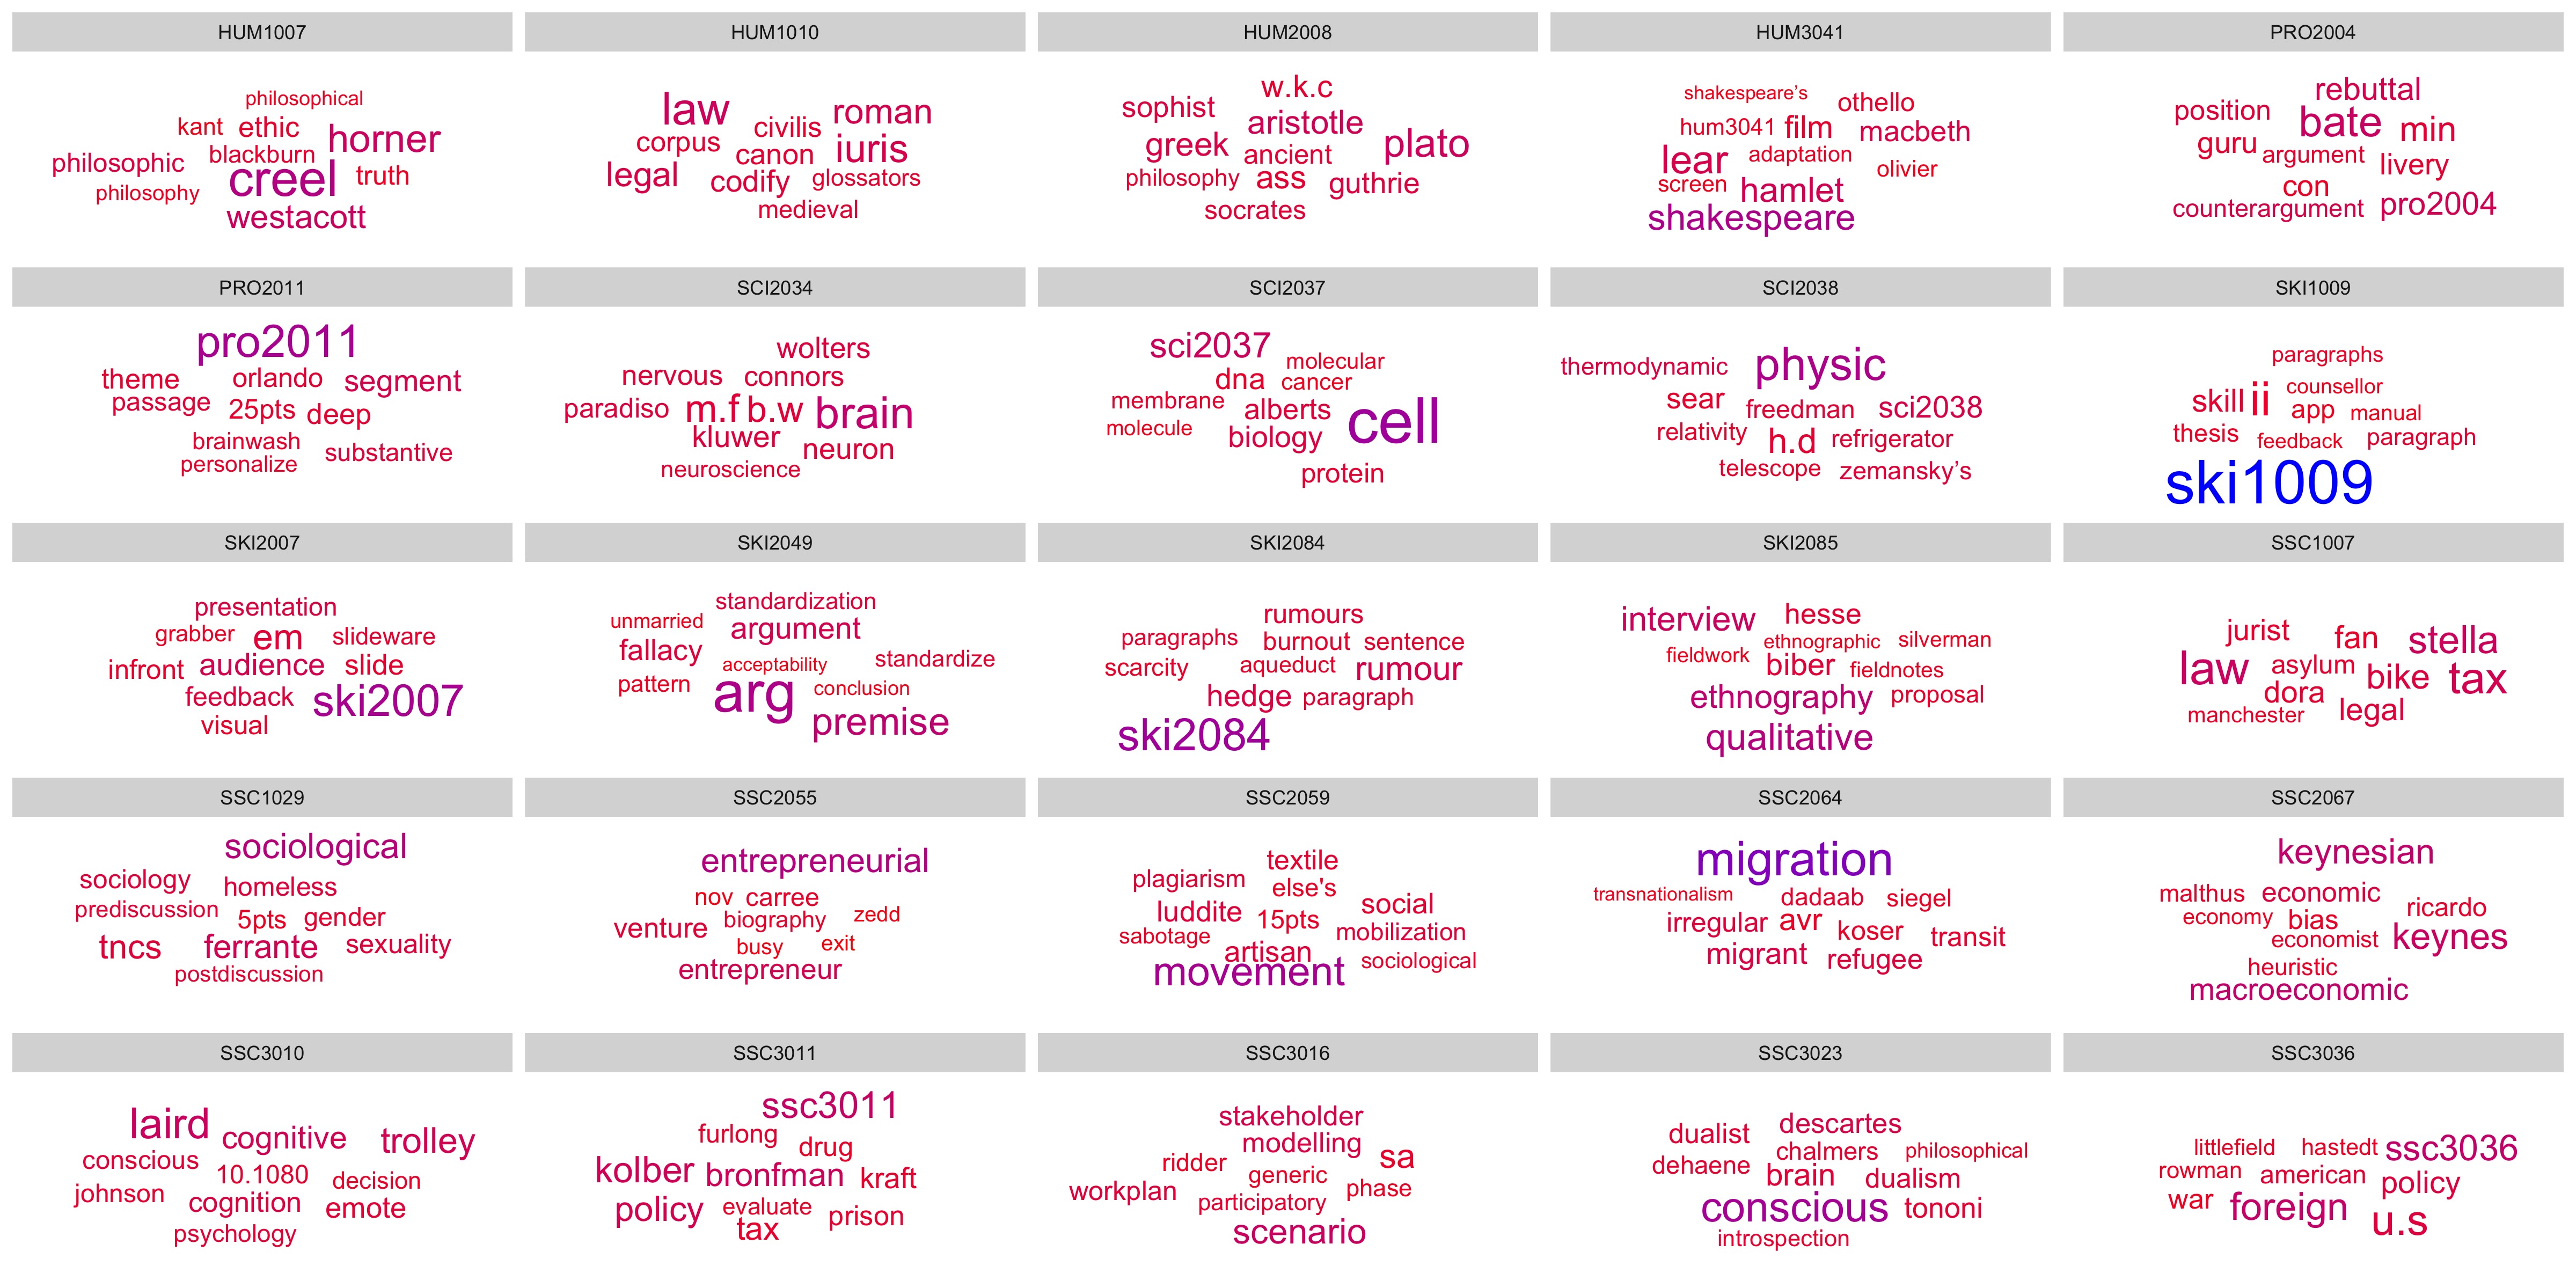 HUM1007
philosophical
kant ethic horner
philosophic blackburn
creel truth
philosophy
westacott
HUM1010
law roman
corpus civilis iuris
canon
legal codify glossators
medieval
HUM2008
w.k.c
sophist aristotle
greek ancient plato
philosophy ass guthrie
socrates
HUM3041
shakespeare’s othello
hum3041 film macbeth
lear adaptation olivier
screen hamlet
shakespeare
PRO2004
rebuttal
position bate min
guru argument livery
con
counterargument pro2004
PRO2011
pro2011
theme orlando segment
passage 25pts deep
brainwash substantive
personalize
SCI2034
wolters
nervous connors
paradiso m.f b.w brain
kluwer neuron
neuroscience
SCI2037
sci2037 molecular
dna cancer
membrane alberts cell
molecule biology
protein
SCI2038
thermodynamic physic
sear freedman sci2038
relativity h.d refrigerator
telescope zemansky’s
SKI1009
paragraphs
skill ii counsellor
app manual
thesis feedback paragraph
ski1009
SKI2007
presentation
grabber em slideware
infront audience slide
feedback ski2007
visual
SKI2049
standardization
unmarried argument
fallacy acceptability standardize
pattern arg conclusion
premise
SKI2084
rumours
paragraphs burnout sentence
scarcity aqueduct rumour
hedge paragraph
ski2084
SKI2085
interview hesse
ethnographic silverman
fieldwork biber fieldnotes
ethnography proposal
qualitative
SSC1007
jurist fan stella
law asylum bike tax
dora
manchester legal
SSC1029
sociological
sociology homeless
prediscussion 5pts gender
tncs ferrante sexuality
postdiscussion
SSC2055
entrepreneurial
nov carree
venture biography zedd
busy exit
entrepreneur
SSC2059
textile
plagiarism else's
luddite 15pts social
sabotage artisan mobilization
movement sociological
SSC2064
migration
transnationalism dadaab siegel
irregular avr koser transit
migrant refugee
SSC2067
keynesian
malthus economic ricardo
economy bias
economist keynes
heuristic
macroeconomic
SSC3010
laird cognitive trolley
conscious 10.1080 decision
johnson cognition emote
psychology
SSC3011
ssc3011
furlong drug
kolber bronfman kraft
policy evaluate prison
tax
SSC3016
stakeholder
modelling sa
ridder generic
workplan participatory phase
scenario
SSC3023
dualist descartes
chalmers philosophical
dehaene brain dualism
conscious tononi
introspection
SSC3036
littlefield hastedt ssc3036
rowman american policy
war foreign u.s